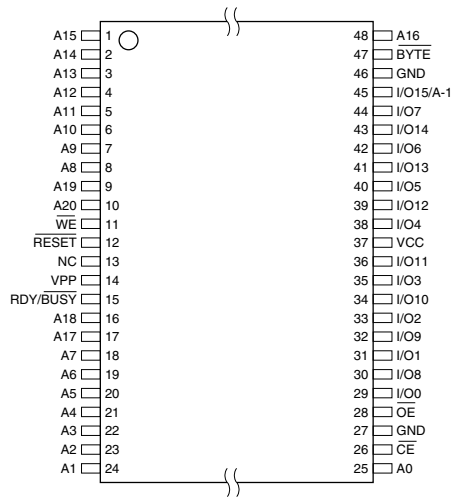 A15 1 48 A16
A14 2 47 BYTE
A13 3 46 GND
A12 4 45 I/O15/A-1
A11 5 44 I/O7
A10 6 43 I/O14
A9 7 42 I/O6
A8 8 41 I/O13
A19 9 40 I/O5
A20 10 39 I/O12
WE 11 38 I/O4
RESET 12 37 VCC
NC 13 36 I/O11
VPP 14 35 I/O3
RDY/BUSY 15 34 I/O10
A18 16 33 I/O2
A17 17 32 I/O9
A7 18 31 I/O1
A6 19 30 I/O8
A5 20 29 I/O0
A4 21 28 OE
A3 22 27 GND
A2 23 26 CE
A1 24 25 A0